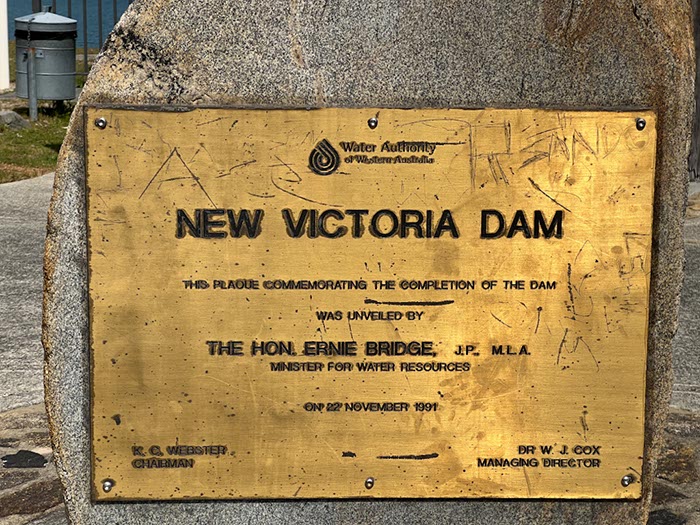 Water Authority
of Western Australia
NEW VICTORIA DAM
THIS PLAQUE COMMEMORATING THE COMPLETION OF THE DAM
WAS UNVEILED BY
THE HON. ERNIE BRIDGE, J.P., M.L.A.
MINISTER FOR WATER RESOURCES
ON 22 NOVEMBER 1991
K. C. WEBSTER
CHAIRMAN
DR W. J. COX
MANAGING DIRECTOR